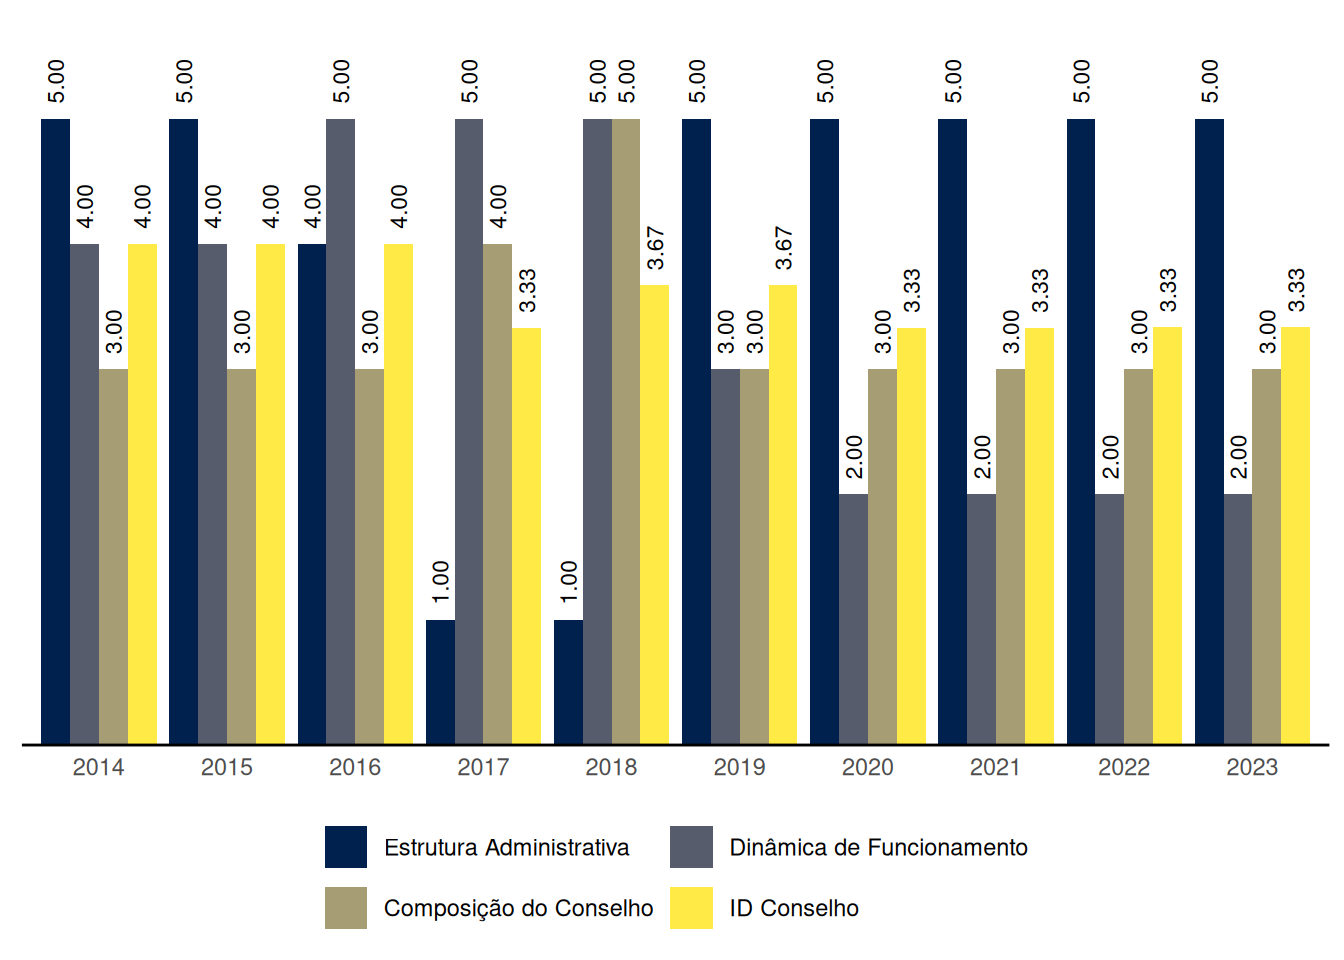 5.00 5.00 5.00 5.00 5.00 5.00 5.00 5.00 5.00 5.00 5.00
4.00 4.00 4.00 4.00 4.00 4.00 4.00
3.67 3.67
3.33 3.33 3.33 3.33 3.33
3.00 3.00 3.00 3.00 3.00 3.00 3.00 3.00 3.00
2.00 2.00 2.00 2.00
1.00 1.00
2014 2015 2016 2017 2018 2019 2020 2021 2022 2023
Estrutura Administrativa Dinâmica de Funcionamento
Composição do Conselho ID Conselho